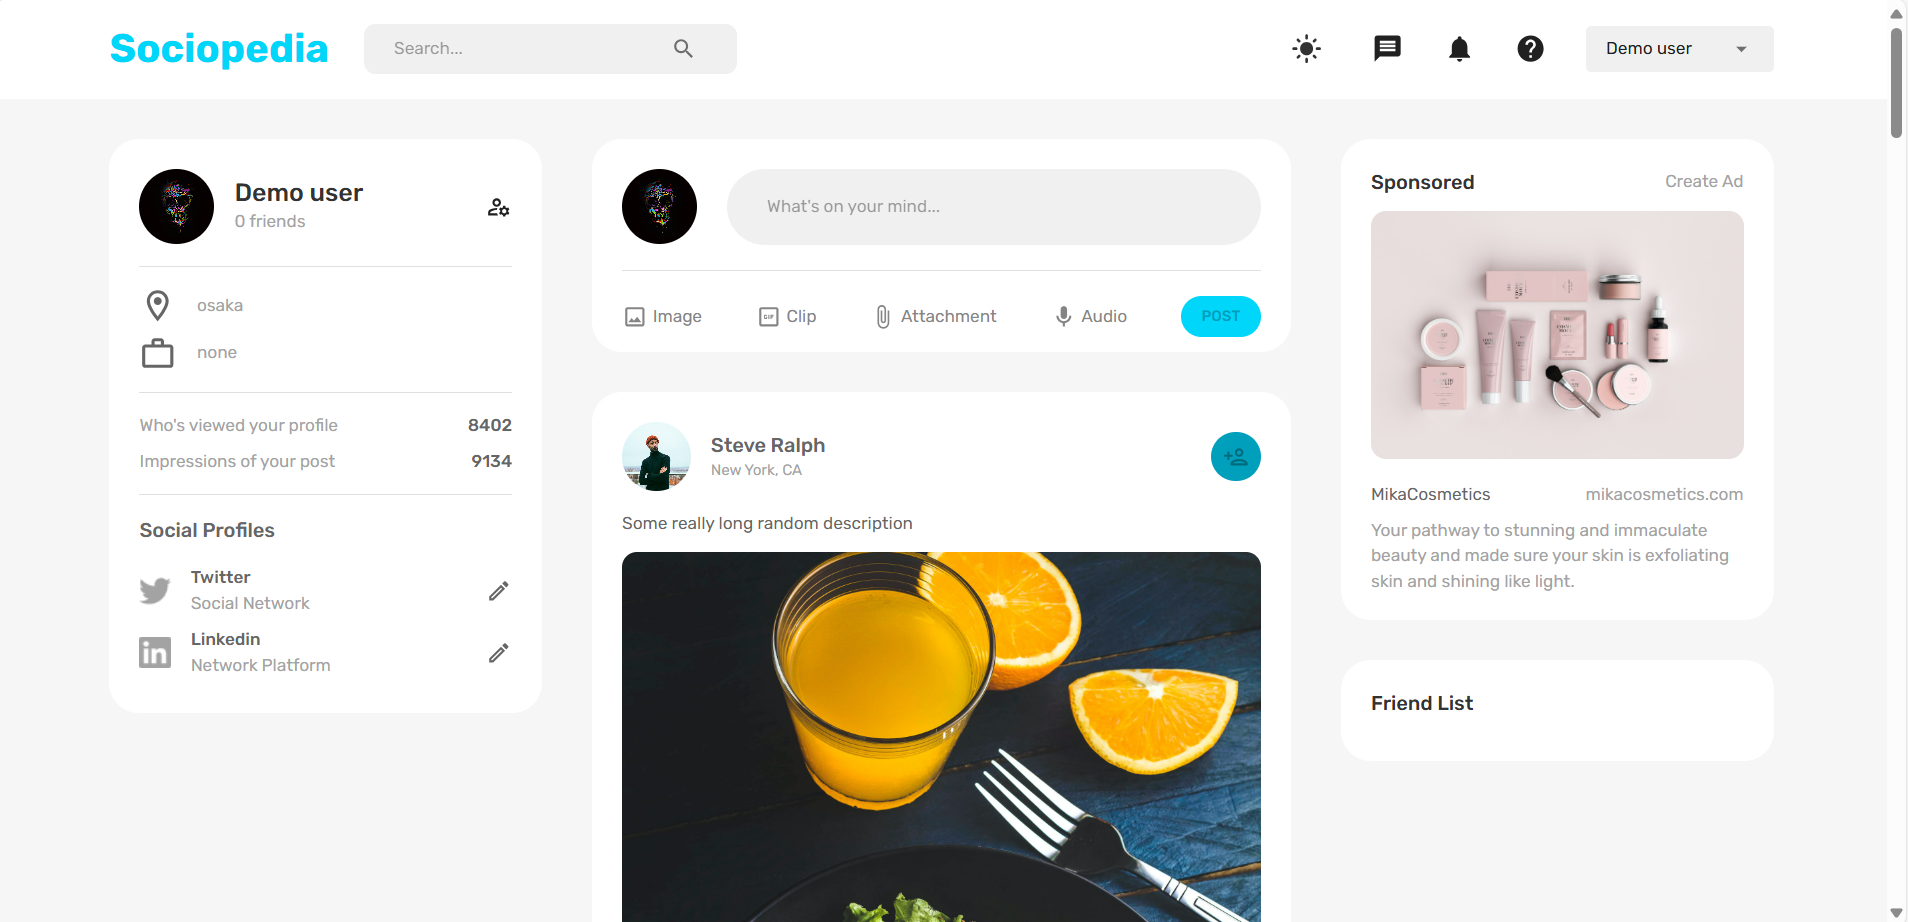 Sociopedia
Search...
Demo user
Demo user
0 friends
osaka
none
Who's viewed your profile 8402
Impressions of your post 9134
Social Profiles
Twitter
Social Network
Linkedin
Network Platform
What's on your mind...
Image
GIF Clip
Attachment
Audio
POST
Steve Ralph
New York, CA
Some really long random description
Sponsored Create Ad
MikaCosmetics mikacosmetics.com
Your pathway to stunning and immaculate
beauty and made sure your skin is exfoliating
skin and shining like light.
Friend List